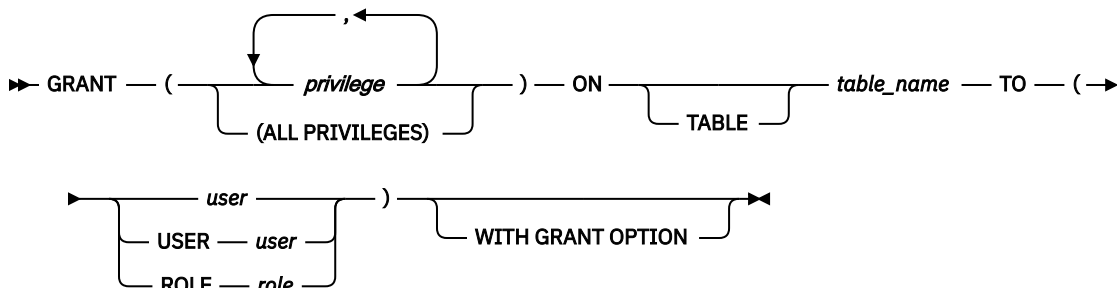 ,
GRANT ( privilege ) ON table_name TO (
(ALL PRIVILEGES)
TABLE
user )
USER user
WITH GRANT OPTION
ROLE role